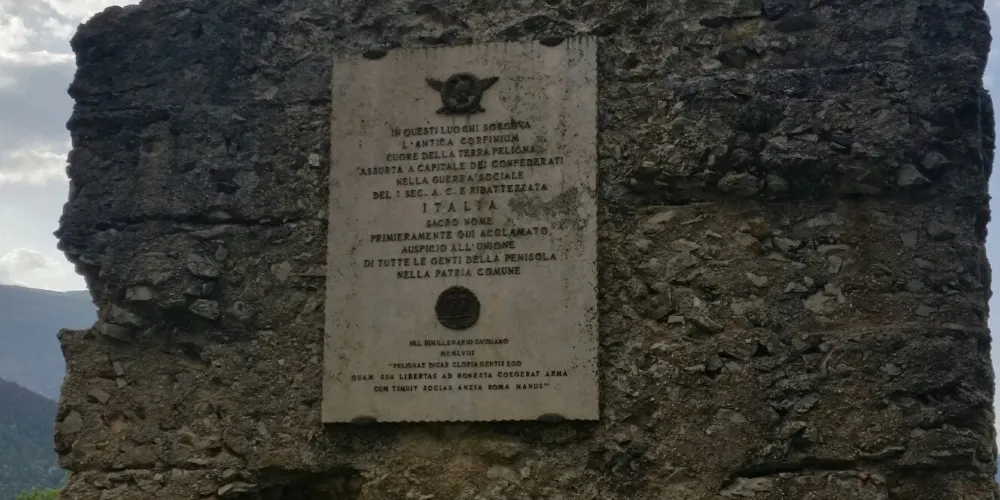 IN QUESTI LUOGHI SORGEVA
L'ANTICA CORFINIUM
CUORE DELLA TERRA PELIGNA
ASSURTA A CAPITALE DEI CONFEDERATI
NELLA GUERRA SOCIALE
DEL I SEC. A. C. E RIBATTEZZATA
ITALIA
SACRO NOME
PRIMIERAMENTE QUI ACCLAMATO
AUSPICIO ALL'UNIONE
DI TUTTE LE GENTI DELLA PENISOLA
NELLA PATRIA COMUNE
NEL BIMILLENARIO OVIDIANO
MCMLVIII
"PELIGNAE DICAR GLORIA GENTIS EGO
QUAM SUA LIBERTAS AD HONESTA COEGERAT ARMA
CUM TIMUIT SOCIAS ANXIA ROMA MANUS"